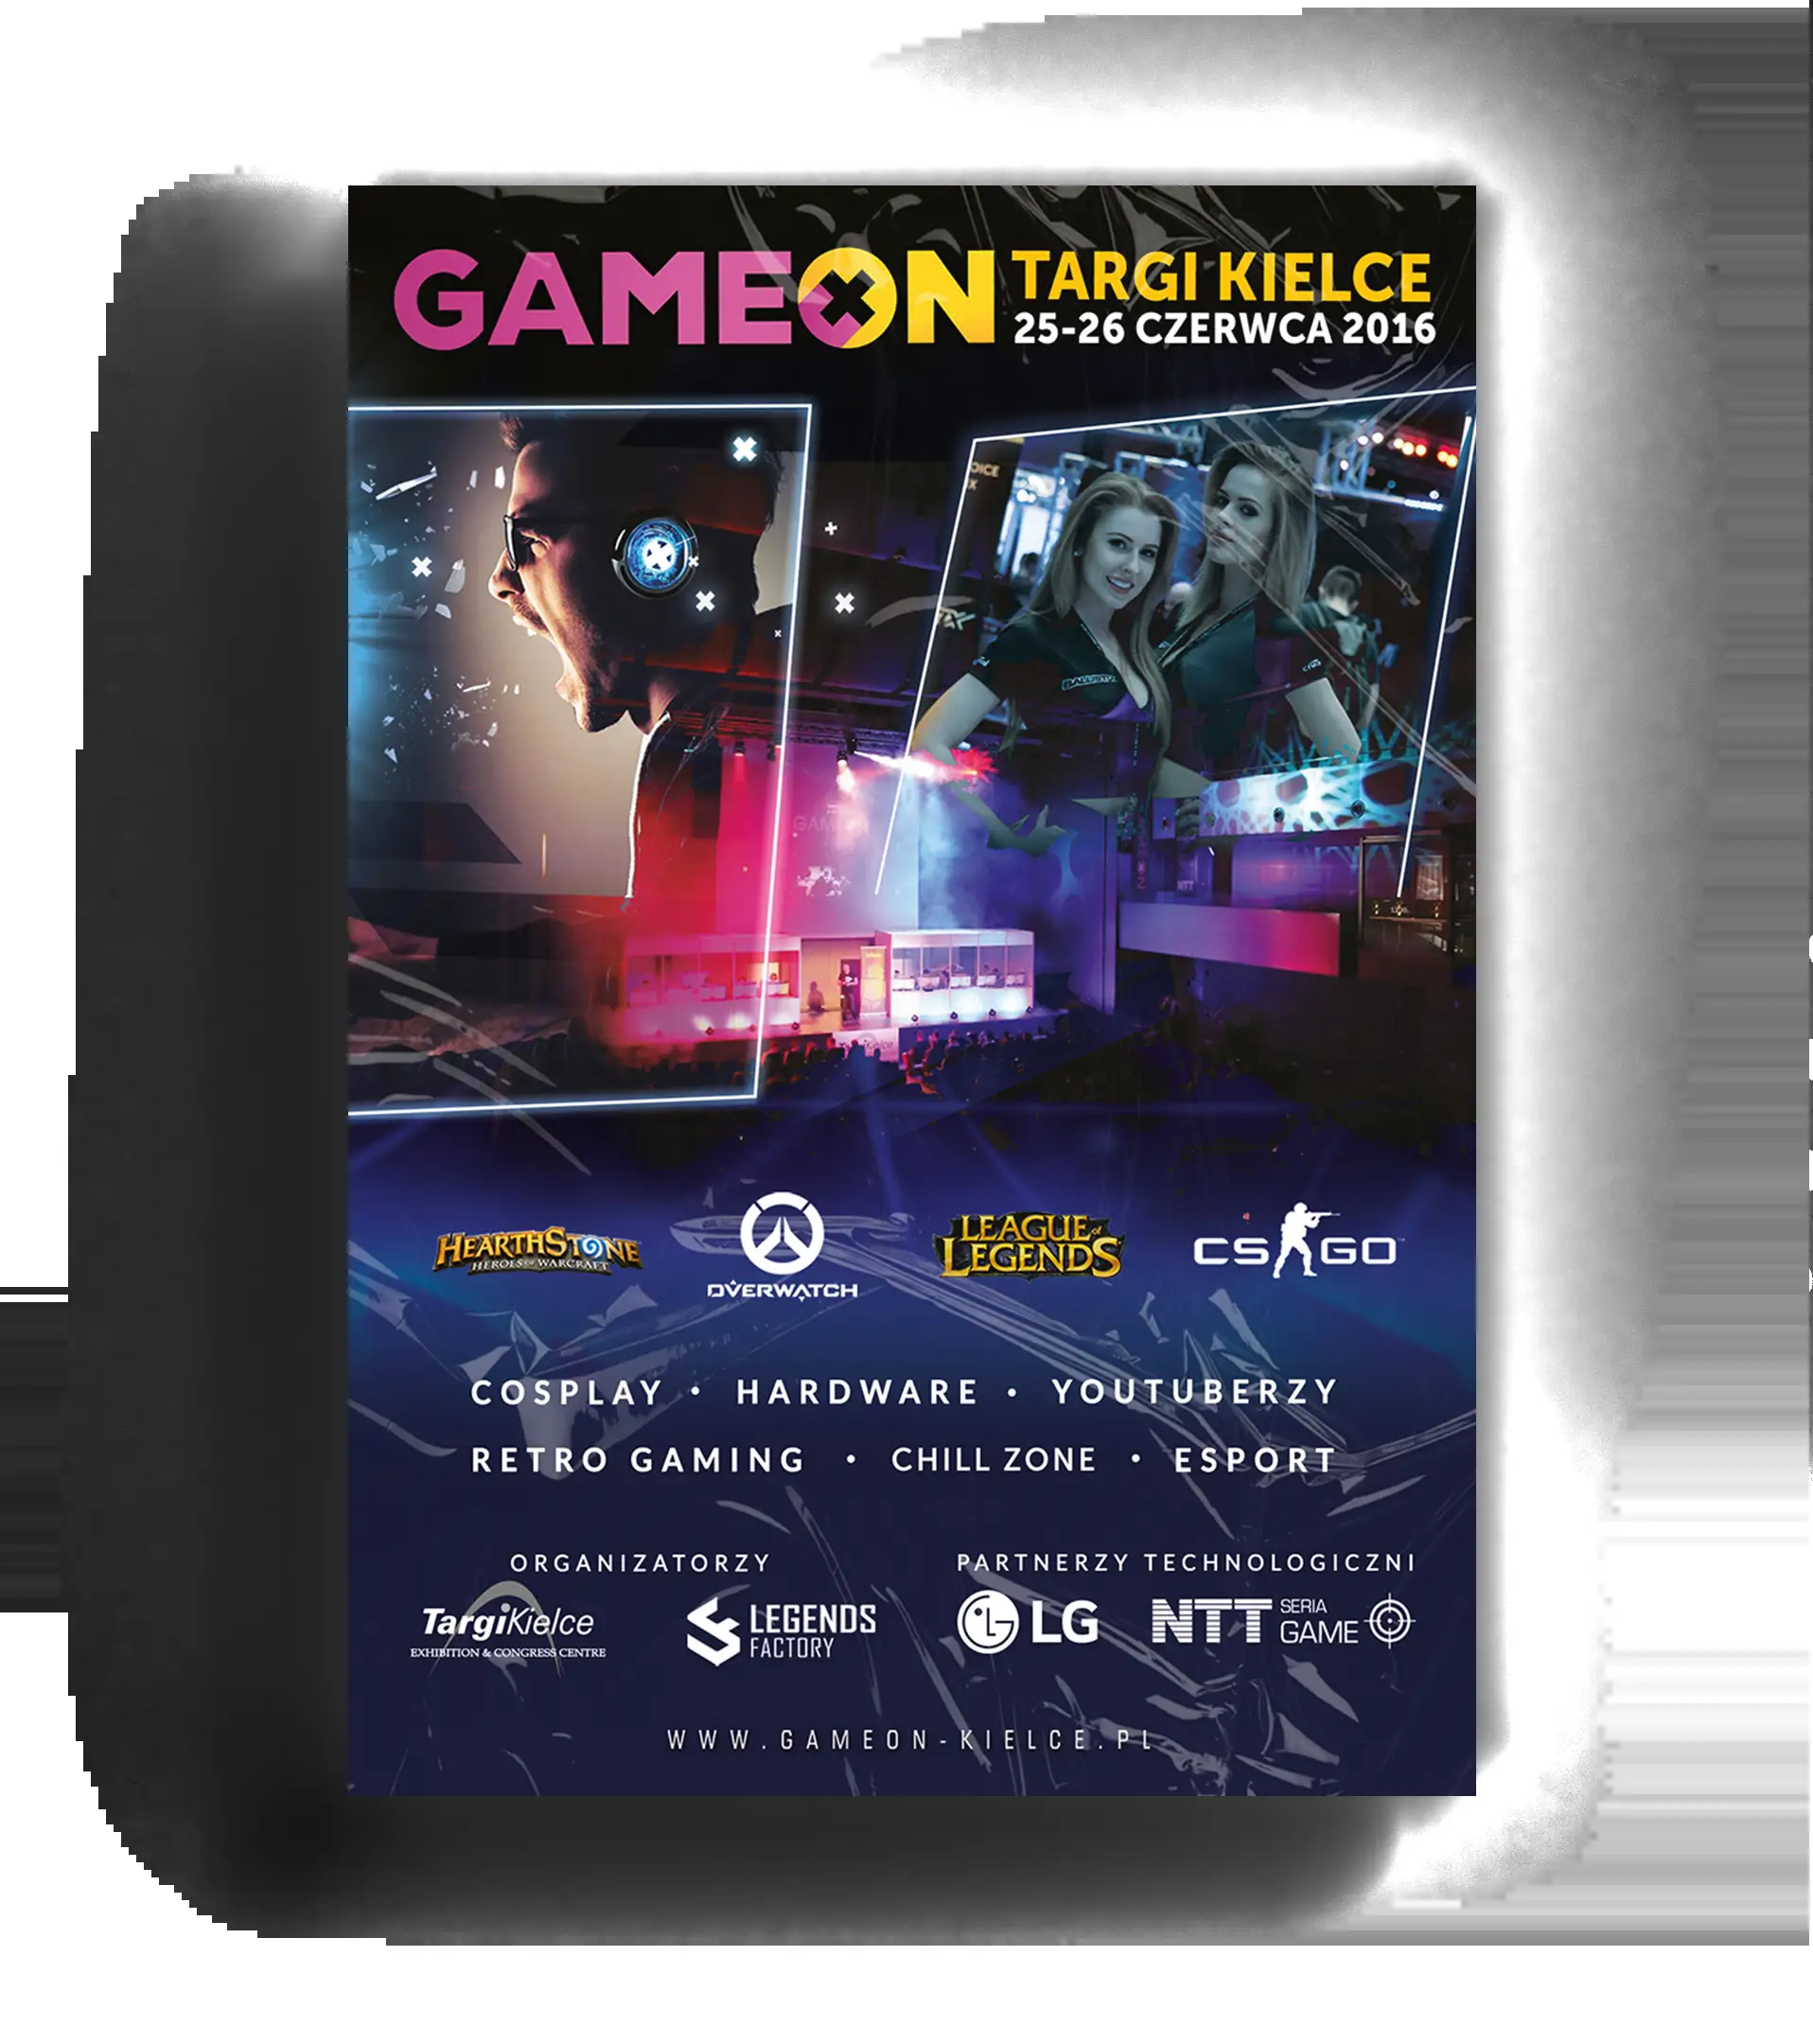 GAMEON
TARGI KIELCE
25-26 CZERWCA 2016
HEARTHSTONE
HEROES OF WARCRAFT
OVERWATCH
LEAGUE of
LEGENDS
CS GO
COSPLAY • HARDWARE • YOUTUBERZY
RETRO GAMING • CHILL ZONE • ESPORT
ORGANIZATORZY
PARTNERZY TECHNOLOGICZNI
TargiKielce
EXHIBITION & CONGRESS CENTRE
LEGENDS
FACTORY
LG
NTT SERIA
GAME
WWW.GAMEON-KIELCE.PL